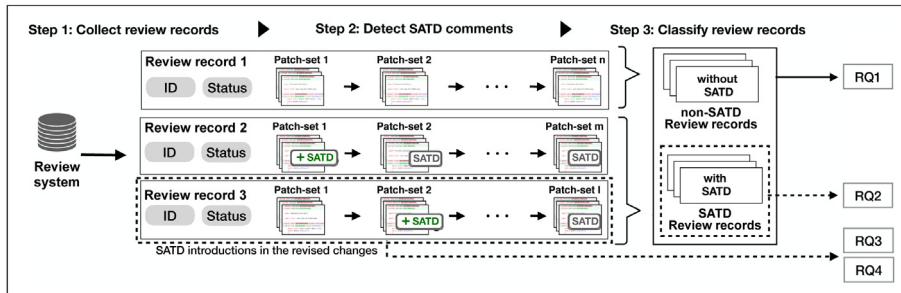 Step 1: Collect review records
Step 2: Detect SATD comments
Step 3: Classify review records
Review record 1
ID
Status
Patch-set 1
Patch-set 2
. . .
Patch-set n
Review system
Review record 2
ID
Status
Patch-set 1
+ SATD
Patch-set 2
SATD
. . .
Patch-set m
SATD
Review record 3
ID
Status
Patch-set 1
Patch-set 2
+ SATD
. . .
Patch-set l
SATD
SATD introductions in the revised changes
without
SATD
non-SATD
Review records
with
SATD
SATD
Review records
RQ1
RQ2
RQ3
RQ4